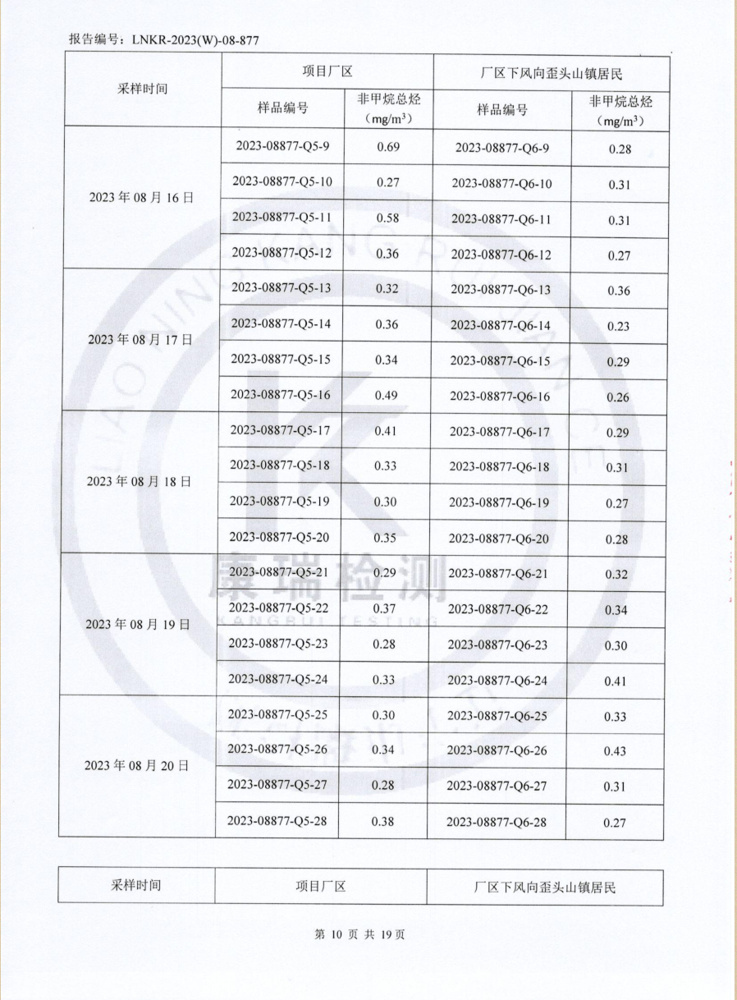 报告编号：LNKR-2023(W)-08-877
采样时间 项目厂区 厂区下风向歪头山镇居民
样品编号 非甲烷总烃（mg/m³） 样品编号 非甲烷总烃（mg/m³）
2023 年 08 月 16 日
2023-08877-Q5-9 0.69 2023-08877-Q6-9 0.28
2023-08877-Q5-10 0.27 2023-08877-Q6-10 0.31
2023-08877-Q5-11 0.58 2023-08877-Q6-11 0.31
2023-08877-Q5-12 0.36 2023-08877-Q6-12 0.27
2023 年 08 月 17 日
2023-08877-Q5-13 0.32 2023-08877-Q6-13 0.36
2023-08877-Q5-14 0.36 2023-08877-Q6-14 0.23
2023-08877-Q5-15 0.34 2023-08877-Q6-15 0.29
2023-08877-Q5-16 0.49 2023-08877-Q6-16 0.26
2023 年 08 月 18 日
2023-08877-Q5-17 0.41 2023-08877-Q6-17 0.29
2023-08877-Q5-18 0.33 2023-08877-Q6-18 0.31
2023-08877-Q5-19 0.30 2023-08877-Q6-19 0.27
2023-08877-Q5-20 0.35 2023-08877-Q6-20 0.28
2023 年 08 月 19 日
2023-08877-Q5-21 0.29 2023-08877-Q6-21 0.32
2023-08877-Q5-22 0.37 2023-08877-Q6-22 0.34
2023-08877-Q5-23 0.28 2023-08877-Q6-23 0.30
2023-08877-Q5-24 0.33 2023-08877-Q6-24 0.41
2023 年 08 月 20 日
2023-08877-Q5-25 0.30 2023-08877-Q6-25 0.33
2023-08877-Q5-26 0.34 2023-08877-Q6-26 0.43
2023-08877-Q5-27 0.28 2023-08877-Q6-27 0.31
2023-08877-Q5-28 0.38 2023-08877-Q6-28 0.27
采样时间 项目厂区 厂区下风向歪头山镇居民
第 10 页 共 19 页
LIAO NING KANG RUI
康瑞检测
KANGRUI TESTING